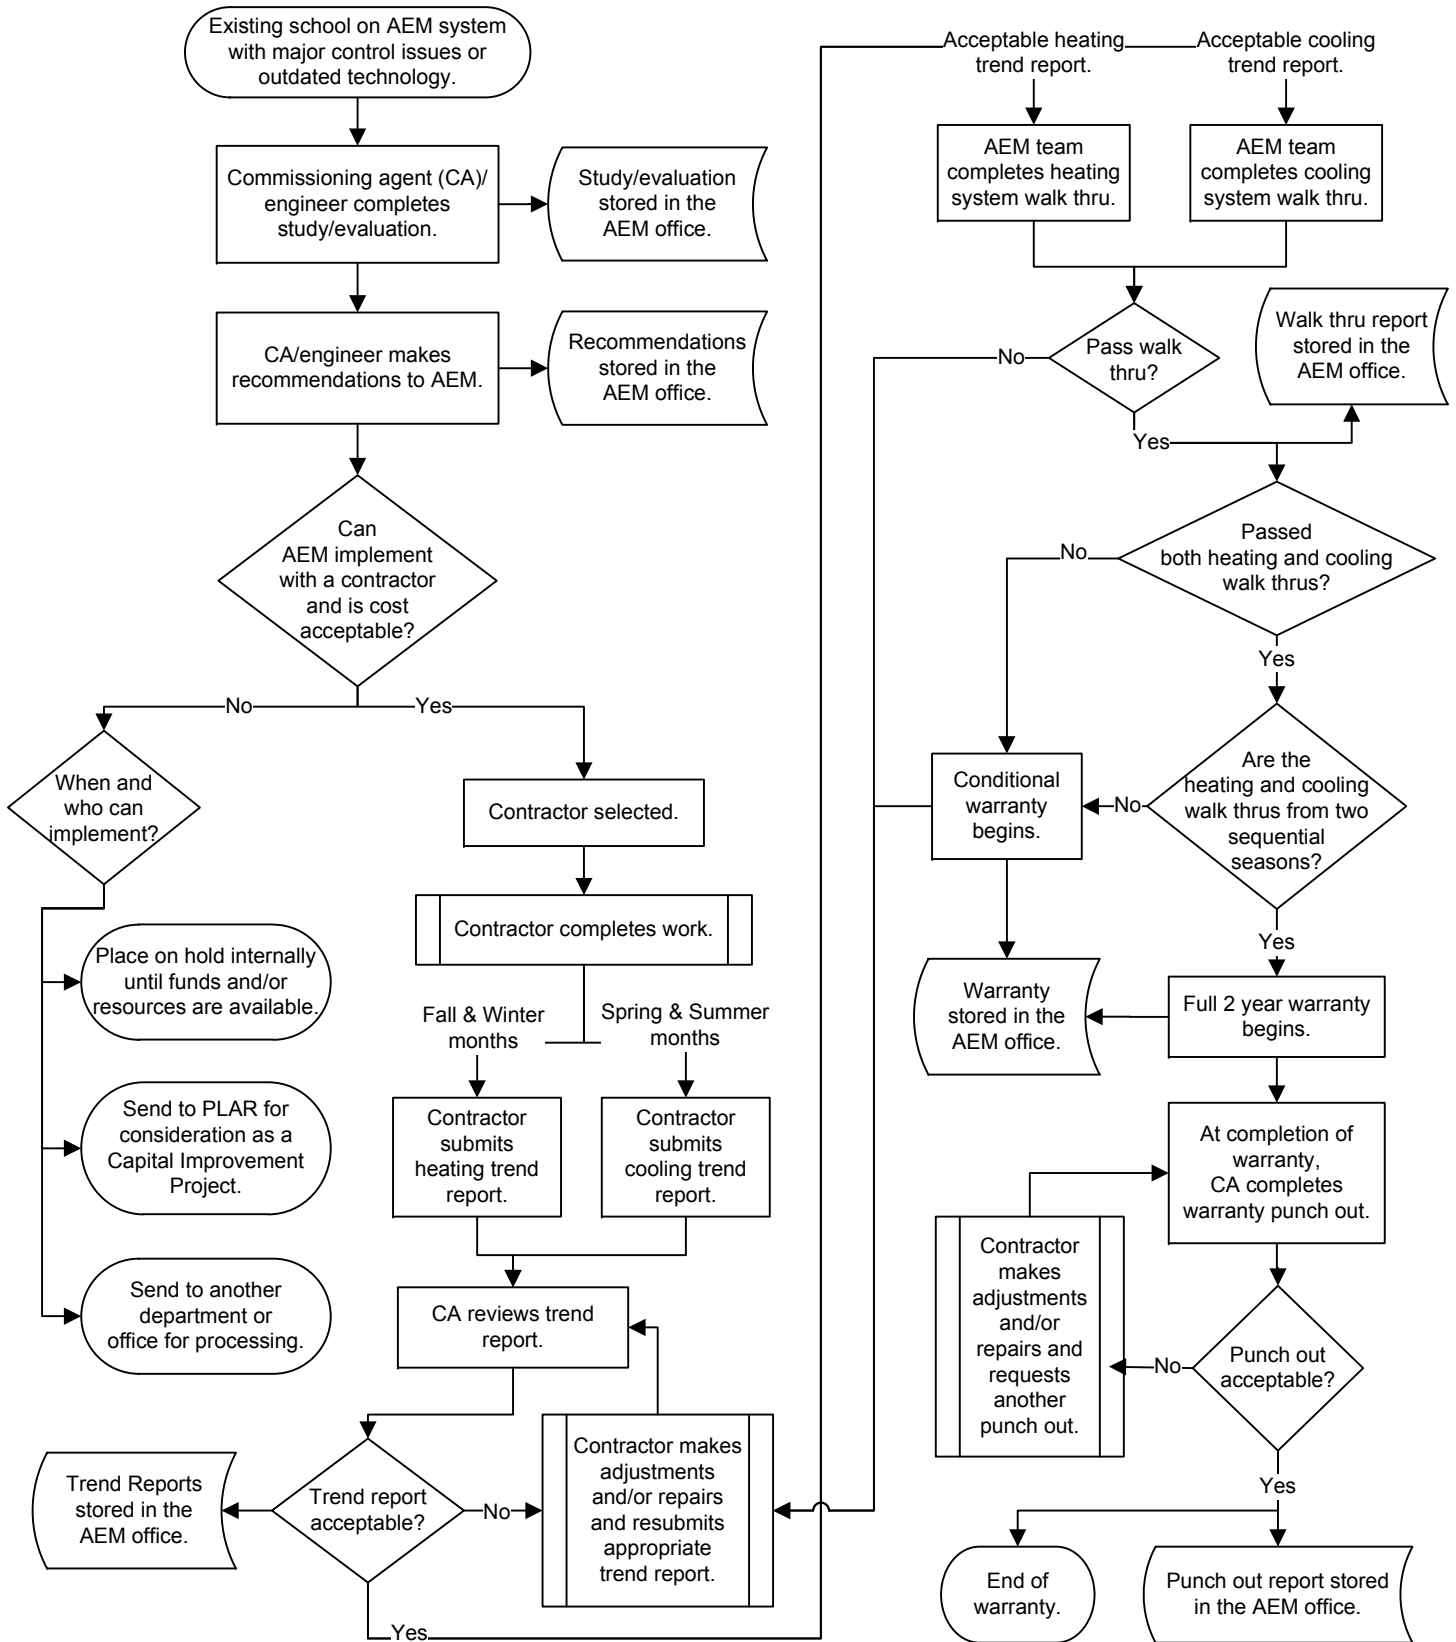 Existing school on AEM system
with major control issues or
outdated technology.
Commissioning agent (CA)/
engineer completes
study/evaluation.
Study/evaluation
stored in the
AEM office.
CA/engineer makes
recommendations to AEM.
Recommendations
stored in the
AEM office.
Can
AEM implement
with a contractor
and is cost
acceptable?
No
Yes
When and
who can
implement?
Place on hold internally
until funds and/or
resources are available.
Send to PLAR for
consideration as a
Capital Improvement
Project.
Send to another
department or
office for processing.
Contractor selected.
Contractor completes work.
Fall & Winter
months
Spring & Summer
months
Contractor
submits
heating trend
report.
Contractor
submits
cooling trend
report.
CA reviews trend
report.
Trend report
acceptable?
Trend Reports
stored in the
AEM office.
No
Contractor makes
adjustments
and/or repairs
and resubmits
appropriate
trend report.
Yes
Acceptable heating
trend report.
Acceptable cooling
trend report.
AEM team
completes heating
system walk thru.
AEM team
completes cooling
system walk thru.
Pass walk
thru?
No
Yes
Walk thru report
stored in the
AEM office.
Passed
both heating and cooling
walk thrus?
No
Yes
Are the
heating and cooling
walk thrus from two
sequential
seasons?
No
Conditional
warranty
begins.
Yes
Warranty
stored in the
AEM office.
Full 2 year warranty
begins.
At completion of
warranty,
CA completes
warranty punch out.
Contractor
makes
adjustments
and/or
repairs and
requests
another
punch out.
No
Punch out
acceptable?
Yes
End of
warranty.
Punch out report stored
in the AEM office.